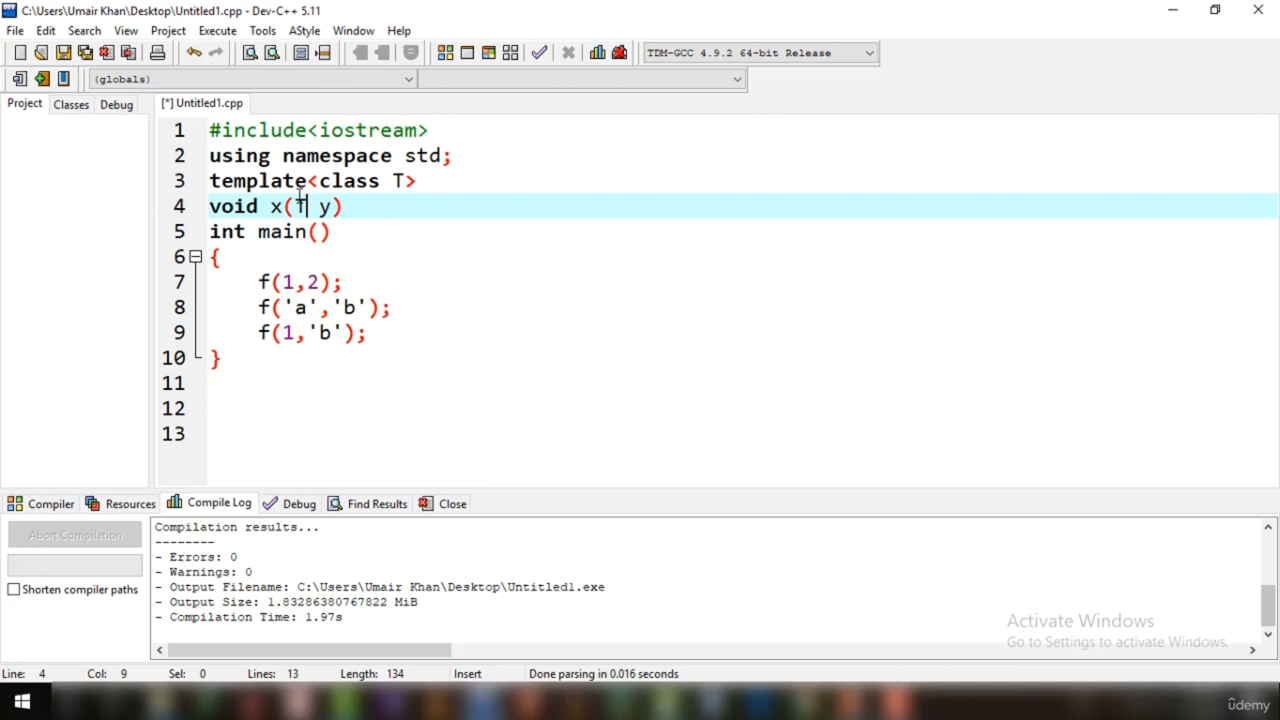 C:\Users\Umair Khan\Desktop\Untitled1.cpp - Dev-C++ 5.11
File Edit Search View Project Execute Tools AStyle Window Help
TDM-GCC 4.9.2 64-bit Release
(globals)
Project Classes Debug [*] Untitled1.cpp
1 #include<iostream>
2 using namespace std;
3 template<class T>
4 void x(T y)
5 int main()
6 {
7 f(1,2);
8 f('a','b');
9 f(1,'b');
10 }
11
12
13
Compiler Resources Compile Log Debug Find Results Close
Abort Compilation
Shorten compiler paths
Compilation results...
--------
- Errors: 0
- Warnings: 0
- Output Filename: C:\Users\Umair Khan\Desktop\Untitled1.exe
- Output Size: 1.83286380767822 MiB
- Compilation Time: 1.97s
Activate Windows
Go to Settings to activate Windows.
Line: 4 Col: 9 Sel: 0 Lines: 13 Length: 134 Insert Done parsing in 0.016 seconds
ûdemy